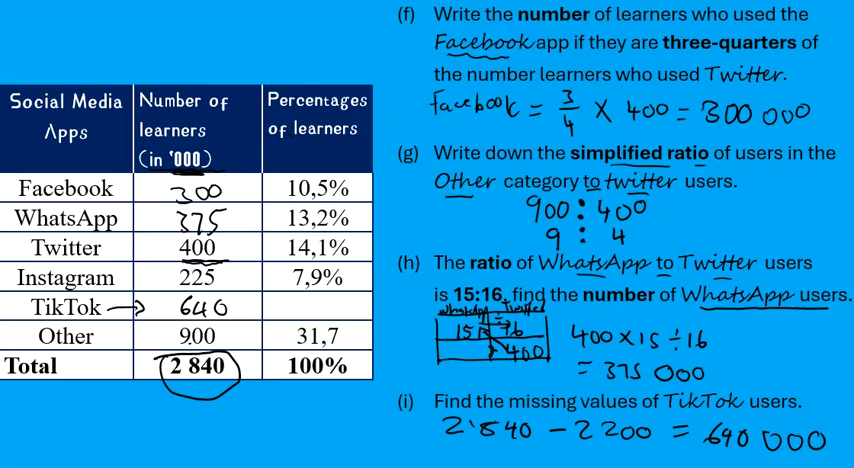 (f) Write the number of learners who used the
Facebook app if they are three-quarters of
the number learners who used Twitter.
Facebook = 3/4 × 400 = 300 000
(g) Write down the simplified ratio of users in the
Other category to twitter users.
900 : 400
9 : 4
(h) The ratio of WhatsApp to Twitter users
is 15:16, find the number of WhatsApp users.
WhatsApp : Twitter
15 : 16
400
400 × 15 ÷ 16
= 375 000
(i) Find the missing values of TikTok users.
2 840 - 2 200 = 640 000
Social Media Apps | Number of learners (in '000) | Percentages of learners
Facebook 300 10,5%
WhatsApp 375 13,2%
Twitter 400 14,1%
Instagram 225 7,9%
TikTok → 640
Other 900 31,7
Total 2 840 100%